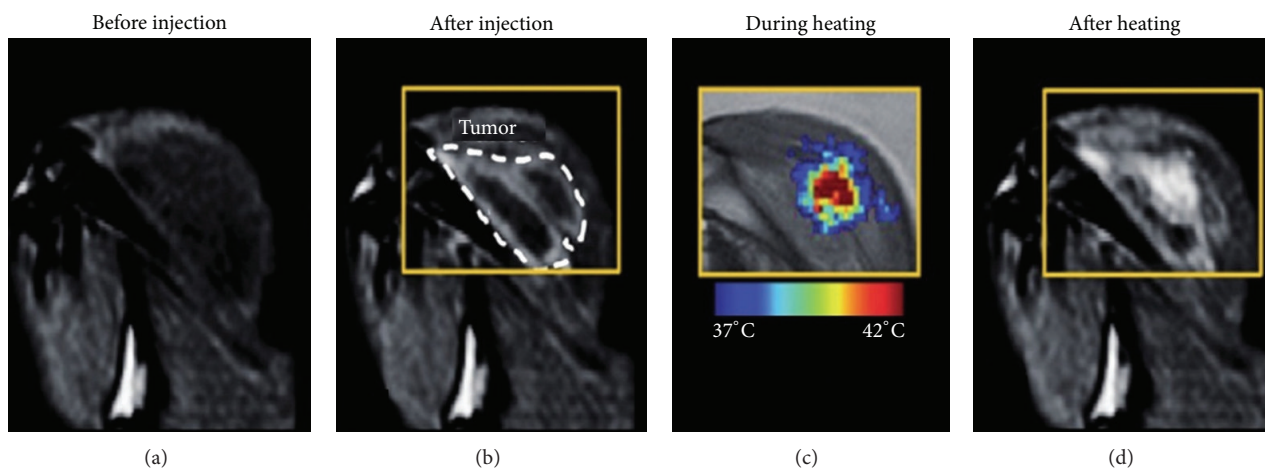 Before injection
After injection
During heating
After heating
Tumor
37°C
42°C
(a)
(b)
(c)
(d)